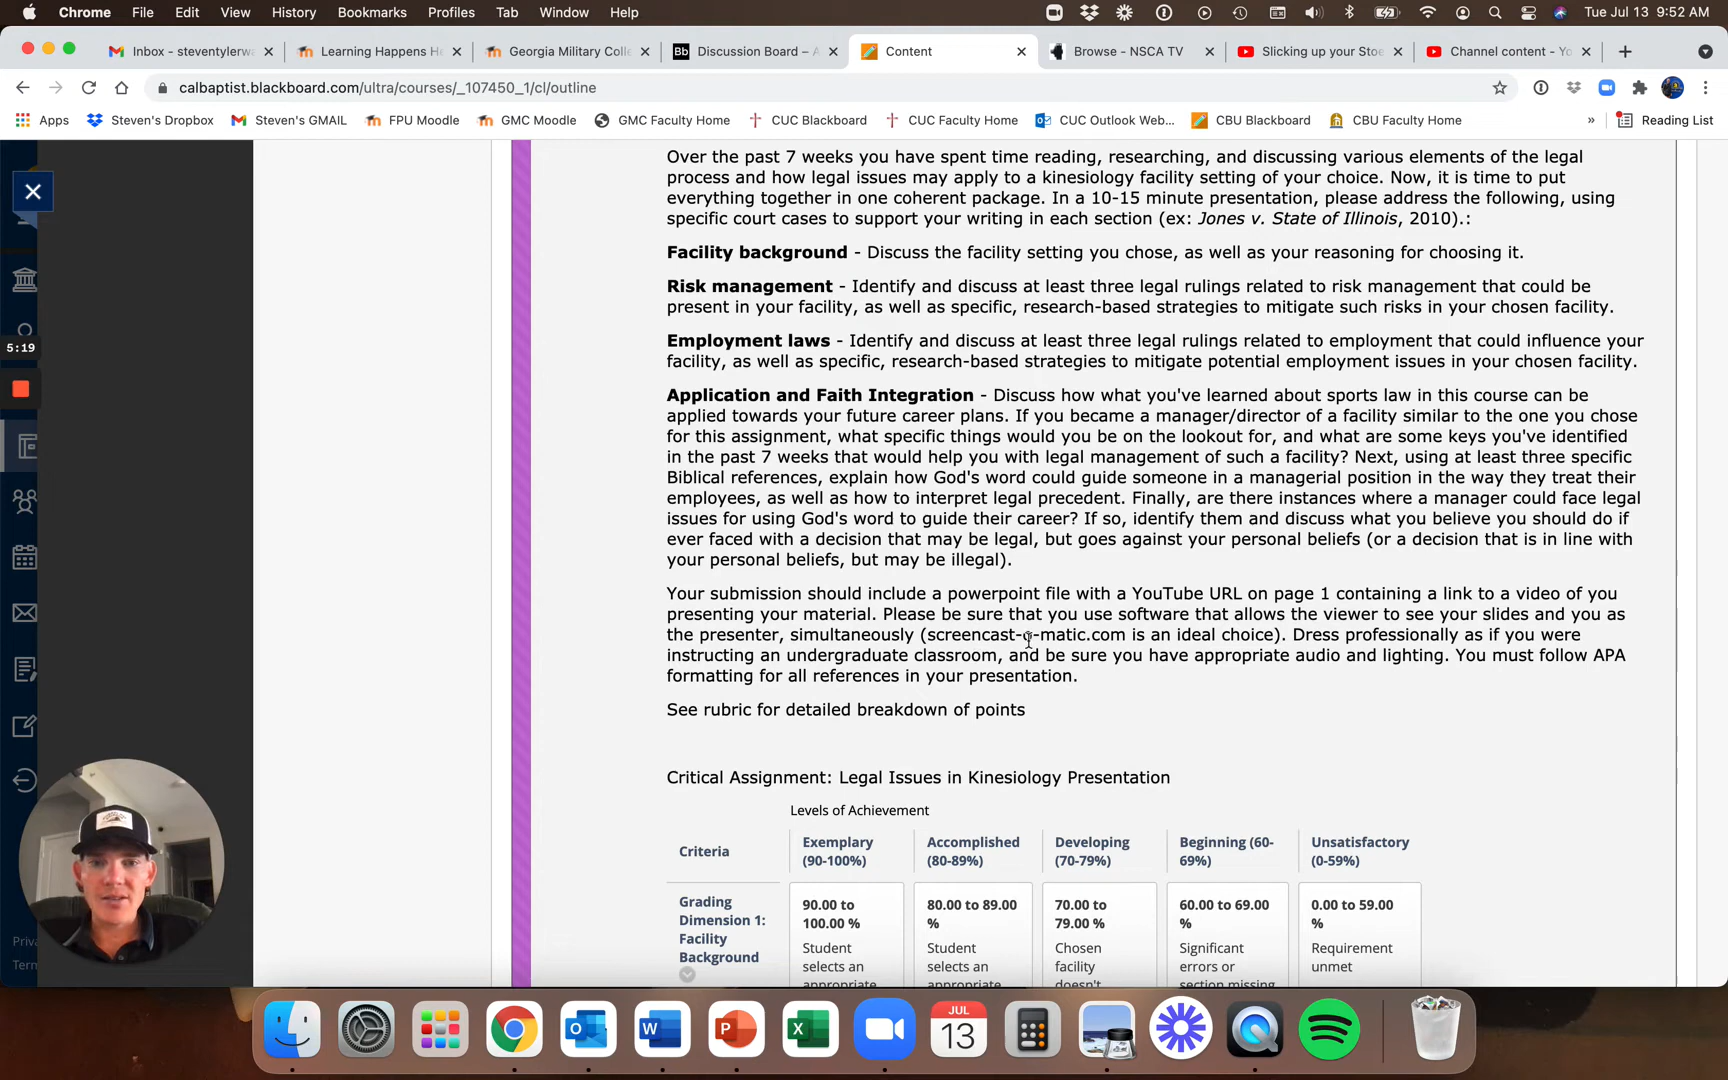 Chrome File Edit View History Bookmarks Profiles Tab Window Help Tue Jul 13 9:52 AM
Inbox - steventylerwa Learning Happens He Georgia Military Colle Discussion Board – A Content Browse - NSCA TV Slicking up your Stoe Channel content - Yo
calbaptist.blackboard.com/ultra/courses/_107450_1/cl/outline
Apps Steven's Dropbox Steven's GMAIL FPU Moodle GMC Moodle GMC Faculty Home CUC Blackboard CUC Faculty Home CUC Outlook Web... CBU Blackboard CBU Faculty Home » Reading List
Over the past 7 weeks you have spent time reading, researching, and discussing various elements of the legal
process and how legal issues may apply to a kinesiology facility setting of your choice. Now, it is time to put
everything together in one coherent package. In a 10-15 minute presentation, please address the following, using
specific court cases to support your writing in each section (ex: Jones v. State of Illinois, 2010).:
Facility background - Discuss the facility setting you chose, as well as your reasoning for choosing it.
Risk management - Identify and discuss at least three legal rulings related to risk management that could be
present in your facility, as well as specific, research-based strategies to mitigate such risks in your chosen facility.
Employment laws - Identify and discuss at least three legal rulings related to employment that could influence your
facility, as well as specific, research-based strategies to mitigate potential employment issues in your chosen facility.
Application and Faith Integration - Discuss how what you've learned about sports law in this course can be
applied towards your future career plans. If you became a manager/director of a facility similar to the one you chose
for this assignment, what specific things would you be on the lookout for, and what are some keys you've identified
in the past 7 weeks that would help you with legal management of such a facility? Next, using at least three specific
Biblical references, explain how God's word could guide someone in a managerial position in the way they treat their
employees, as well as how to interpret legal precedent. Finally, are there instances where a manager could face legal
issues for using God's word to guide their career? If so, identify them and discuss what you believe you should do if
ever faced with a decision that may be legal, but goes against your personal beliefs (or a decision that is in line with
your personal beliefs, but may be illegal).
Your submission should include a powerpoint file with a YouTube URL on page 1 containing a link to a video of you
presenting your material. Please be sure that you use software that allows the viewer to see your slides and you as
the presenter, simultaneously (screencast-o-matic.com is an ideal choice). Dress professionally as if you were
instructing an undergraduate classroom, and be sure you have appropriate audio and lighting. You must follow APA
formatting for all references in your presentation.
See rubric for detailed breakdown of points
Critical Assignment: Legal Issues in Kinesiology Presentation
Levels of Achievement
Criteria Exemplary (90-100%) Accomplished (80-89%) Developing (70-79%) Beginning (60-69%) Unsatisfactory (0-59%)
Grading Dimension 1: Facility Background
90.00 to 100.00 % Student selects an appropriate
80.00 to 89.00 % Student selects an appropriate
70.00 to 79.00 % Chosen facility doesn't
60.00 to 69.00 % Significant errors or section missing
0.00 to 59.00 % Requirement unmet
5:19
Priva
Term
JUL
13